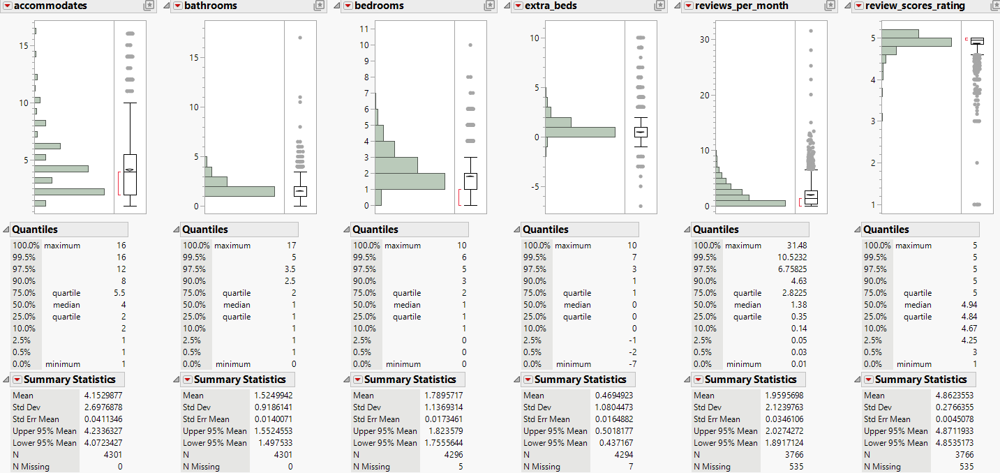 accommodates bathrooms bedrooms extra_beds reviews_per_month review_scores_rating
15
10
5
15
10
5
0
11
10
9
8
7
6
5
4
3
2
1
0
10
5
0
-5
30
20
10
0
5
4
3
2
1
Quantiles Quantiles Quantiles Quantiles Quantiles Quantiles
100.0% maximum 16 100.0% maximum 17 100.0% maximum 10 100.0% maximum 10 100.0% maximum 31.48 100.0% maximum 5
99.5% 16 99.5% 5 99.5% 6 99.5% 7 99.5% 10.5232 99.5% 5
97.5% 12 97.5% 3.5 97.5% 5 97.5% 3 97.5% 6.75825 97.5% 5
90.0% 8 90.0% 2.5 90.0% 3 90.0% 1 90.0% 4.63 90.0% 5
75.0% quartile 5.5 75.0% quartile 2 75.0% quartile 2 75.0% quartile 1 75.0% quartile 2.8225 75.0% quartile 5
50.0% median 4 50.0% median 1 50.0% median 1 50.0% median 0 50.0% median 1.38 50.0% median 4.94
25.0% quartile 2 25.0% quartile 1 25.0% quartile 1 25.0% quartile 0 25.0% quartile 0.35 25.0% quartile 4.84
10.0% 2 10.0% 1 10.0% 1 10.0% 0 10.0% 0.14 10.0% 4.67
2.5% 1 2.5% 1 2.5% 0 2.5% -1 2.5% 0.05 2.5% 4.25
0.5% 1 0.5% 1 0.5% 0 0.5% -2 0.5% 0.03 0.5% 3
0.0% minimum 1 0.0% minimum 0 0.0% minimum 0 0.0% minimum -7 0.0% minimum 0.01 0.0% minimum 1
Summary Statistics Summary Statistics Summary Statistics Summary Statistics Summary Statistics Summary Statistics
Mean 4.1529877 Mean 1.5249942 Mean 1.7895717 Mean 0.4694923 Mean 1.9595698 Mean 4.8623553
Std Dev 2.6976878 Std Dev 0.9186141 Std Dev 1.1369314 Std Dev 1.0804473 Std Dev 2.1239763 Std Dev 0.2766355
Std Err Mean 0.0411346 Std Err Mean 0.0140071 Std Err Mean 0.0173461 Std Err Mean 0.0164882 Std Err Mean 0.0346106 Std Err Mean 0.0045078
Upper 95% Mean 4.2336327 Upper 95% Mean 1.5524553 Upper 95% Mean 1.823579 Upper 95% Mean 0.5018177 Upper 95% Mean 2.0274272 Upper 95% Mean 4.8711933
Lower 95% Mean 4.0723427 Lower 95% Mean 1.497533 Lower 95% Mean 1.7555644 Lower 95% Mean 0.437167 Lower 95% Mean 1.8917124 Lower 95% Mean 4.8535173
N 4301 N 4301 N 4296 N 4294 N 3766 N 3766
N Missing 0 N Missing 0 N Missing 5 N Missing 7 N Missing 535 N Missing 535